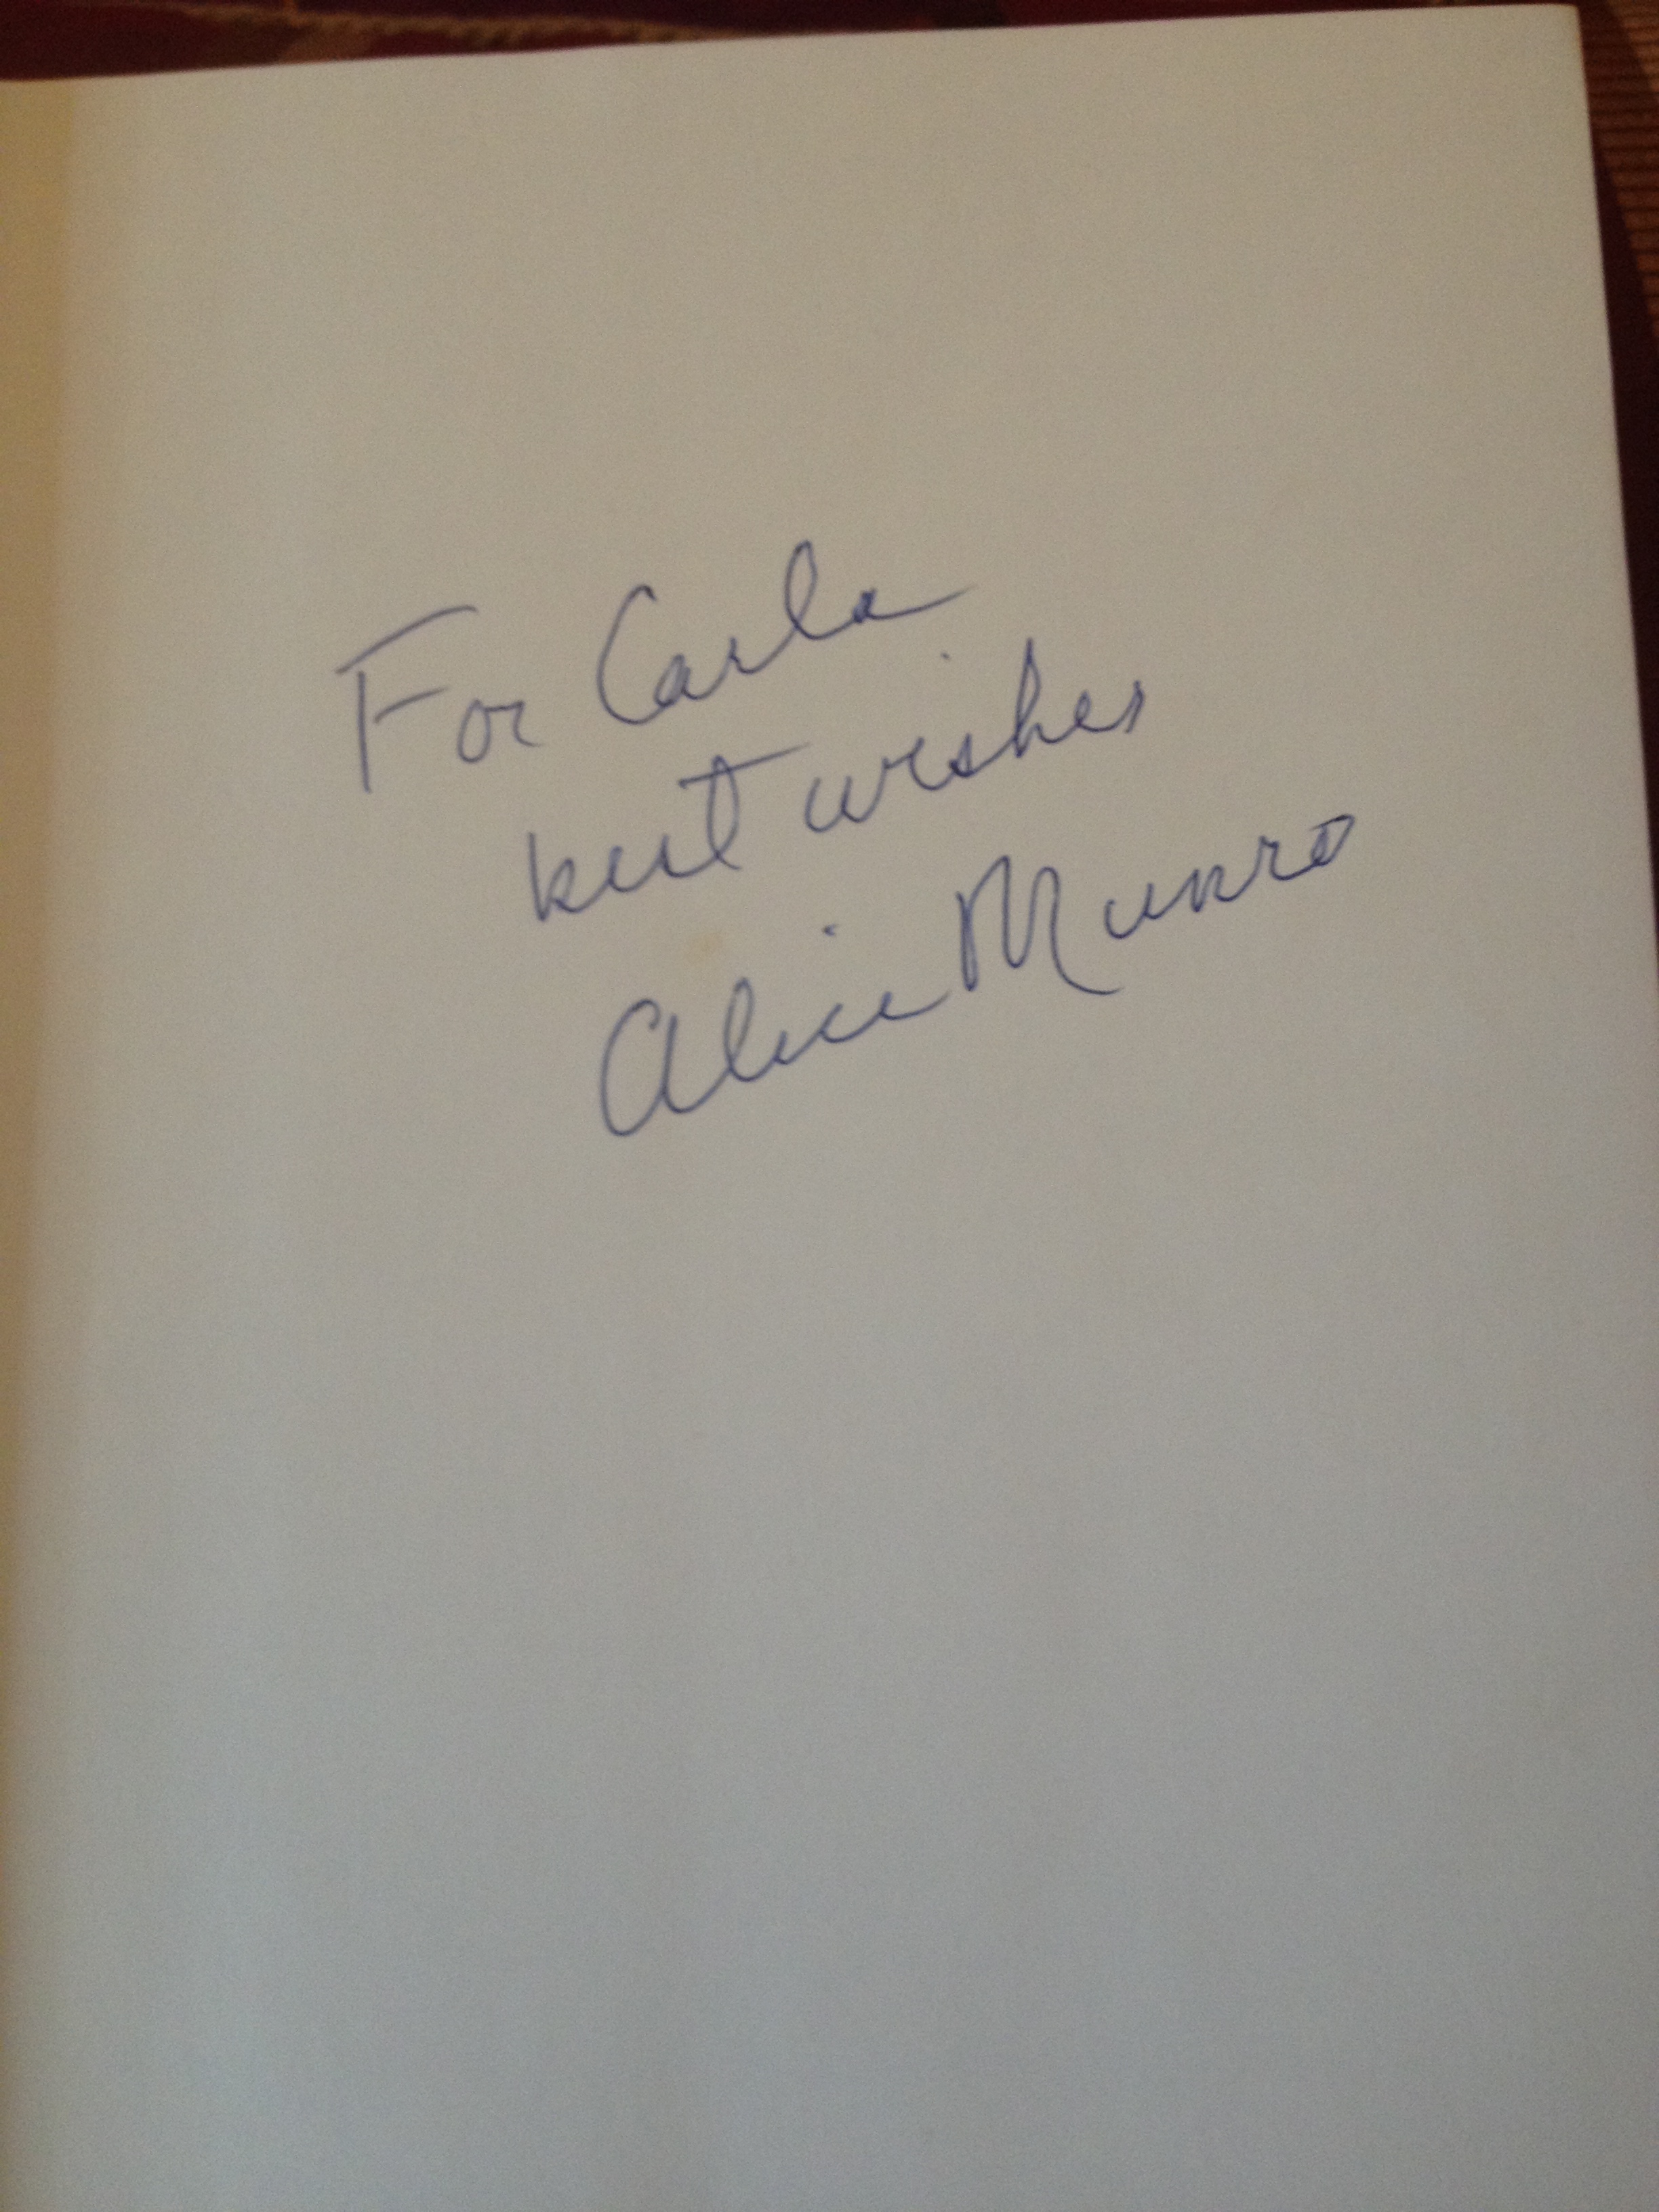 For Carla
best wishes
Alice Munro